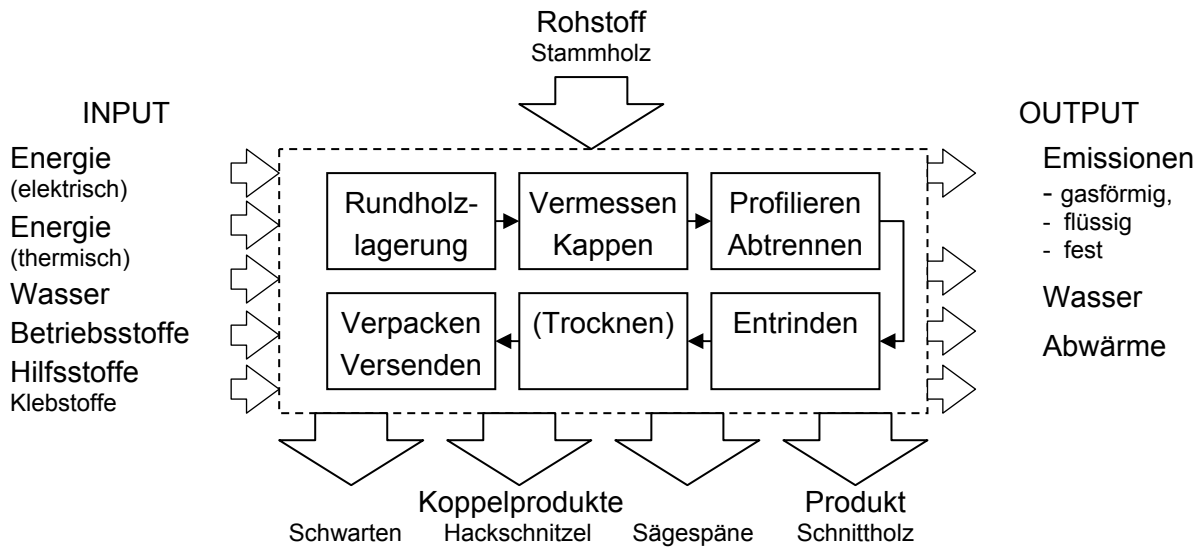 Rohstoff
Stammholz
INPUT
OUTPUT
Energie
(elektrisch)
Energie
(thermisch)
Wasser
Betriebsstoffe
Hilfsstoffe
Klebstoffe
Rundholz-
lagerung
Vermessen
Kappen
Profilieren
Abtrennen
Verpacken
Versenden
(Trocknen)
Entrinden
Emissionen
- gasförmig,
- flüssig
- fest
Wasser
Abwärme
Koppelprodukte
Produkt
Schwarten
Hackschnitzel
Sägespäne
Schnittholz